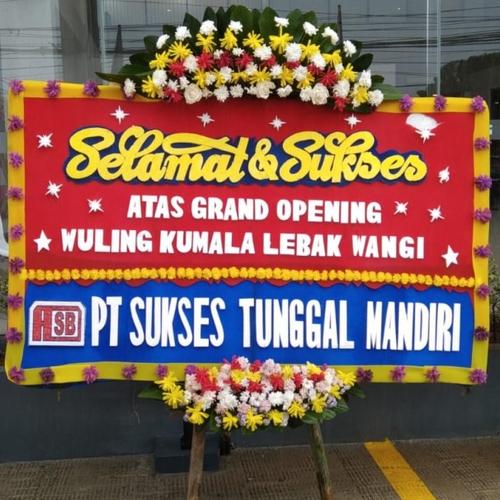 Selamat & Sukses
ATAS GRAND OPENING
WULING KUMALA LEBAK WANGI
HSB PT SUKSES TUNGGAL MANDIRI